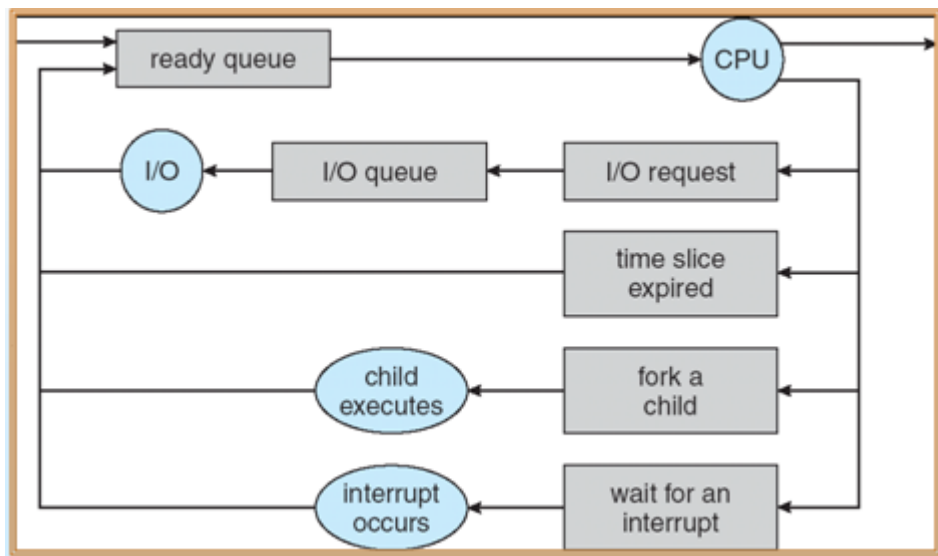 ready queue
CPU
I/O
I/O queue
I/O request
time slice
expired
child
executes
fork a
child
interrupt
occurs
wait for an
interrupt